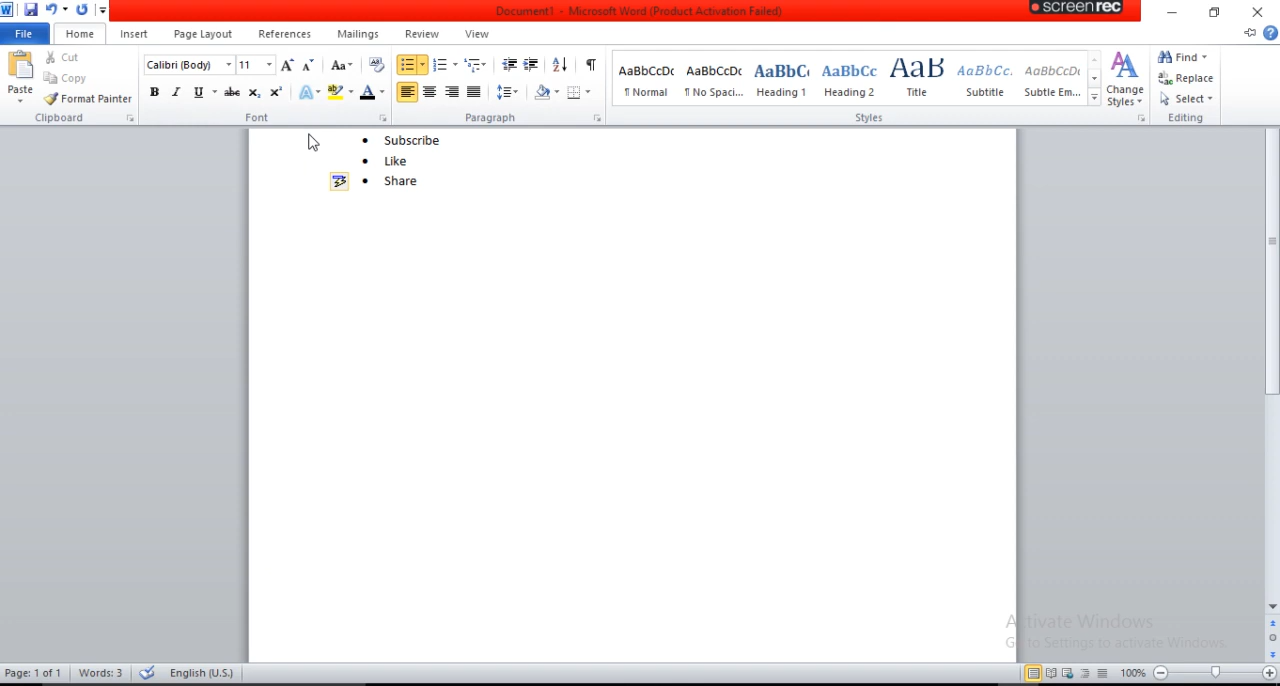 Document1 - Microsoft Word (Product Activation Failed)
screenrec
File Home Insert Page Layout References Mailings Review View
Paste
Cut
Copy
Format Painter
Clipboard
Calibri (Body) 11
Font
Paragraph
AaBbCcDc AaBbCcDc AaBbC AaBbCc AaB AaBbCc. AaBbCcDc
¶ Normal ¶ No Spaci... Heading 1 Heading 2 Title Subtitle Subtle Em...
Styles
Change Styles
Find
Replace
Select
Editing
• Subscribe
• Like
• Share
Activate Windows
Go to Settings to activate Windows.
Page: 1 of 1 Words: 3 English (U.S.) 100%